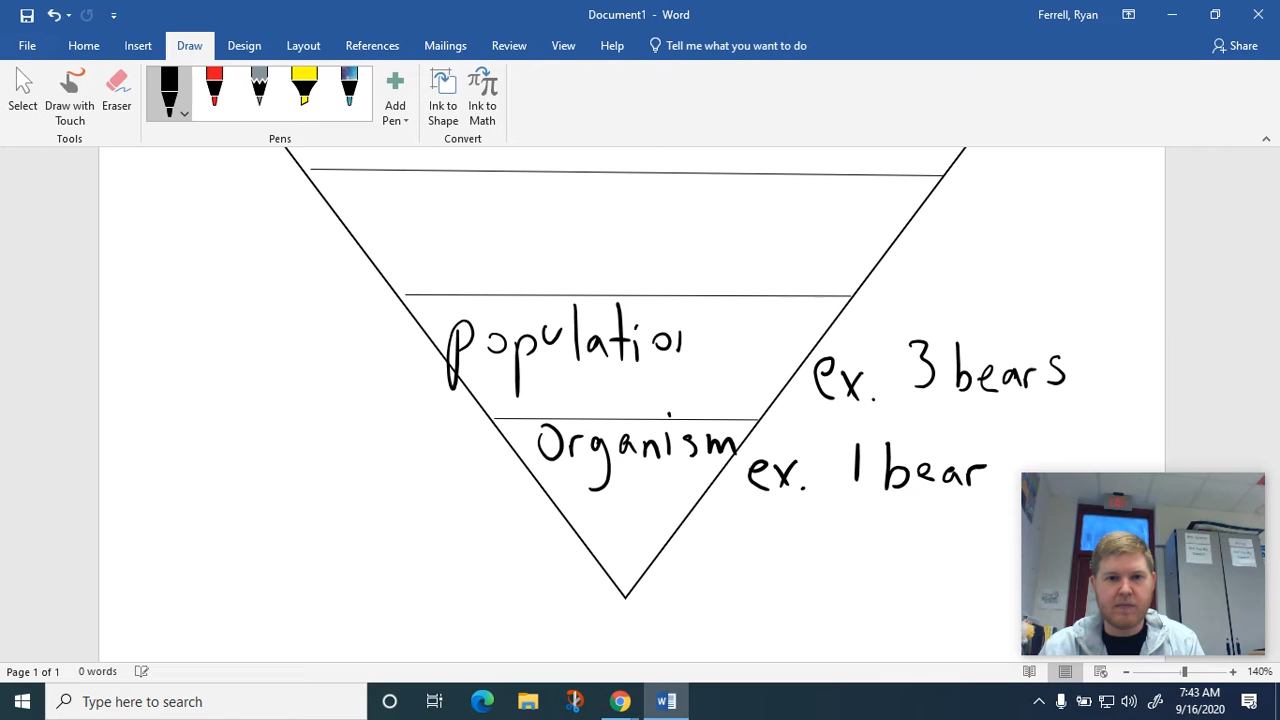 Document1 - Word
Ferrell, Ryan
File Home Insert Draw Design Layout References Mailings Review View Help Tell me what you want to do Share
Select Draw with Touch Eraser Add Pen Ink to Shape Ink to Math
Tools Pens Convert
population
ex. 3 bears
Organism
ex. 1 bear
Page 1 of 1 0 words 140%
Type here to search
7:43 AM
9/16/2020